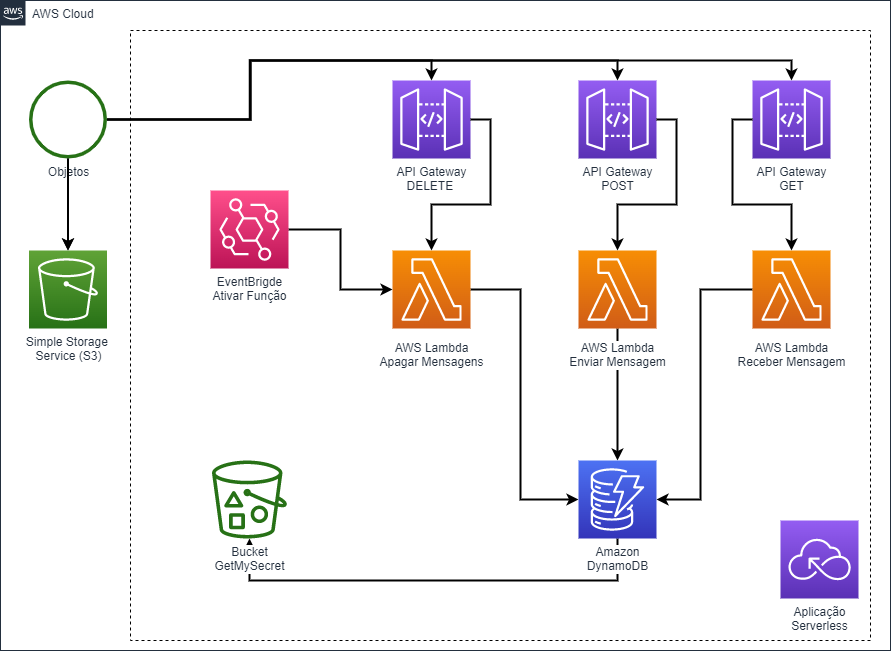 aws
AWS Cloud
Objetos
Simple Storage
Service (S3)
API Gateway
DELETE
API Gateway
POST
API Gateway
GET
</>
</>
</>
EventBrigde
Ativar Função
AWS Lambda
Apagar Mensagens
AWS Lambda
Enviar Mensagem
AWS Lambda
Receber Mensagem
Bucket
GetMySecret
Amazon
DynamoDB
Aplicação
Serverless